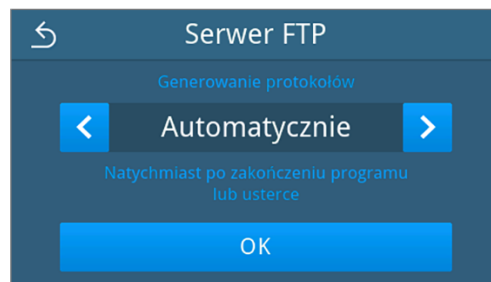 Serwer FTP
Generowanie protokołów
Automatycznie
Natychmiast po zakończeniu programu
lub usterce
OK